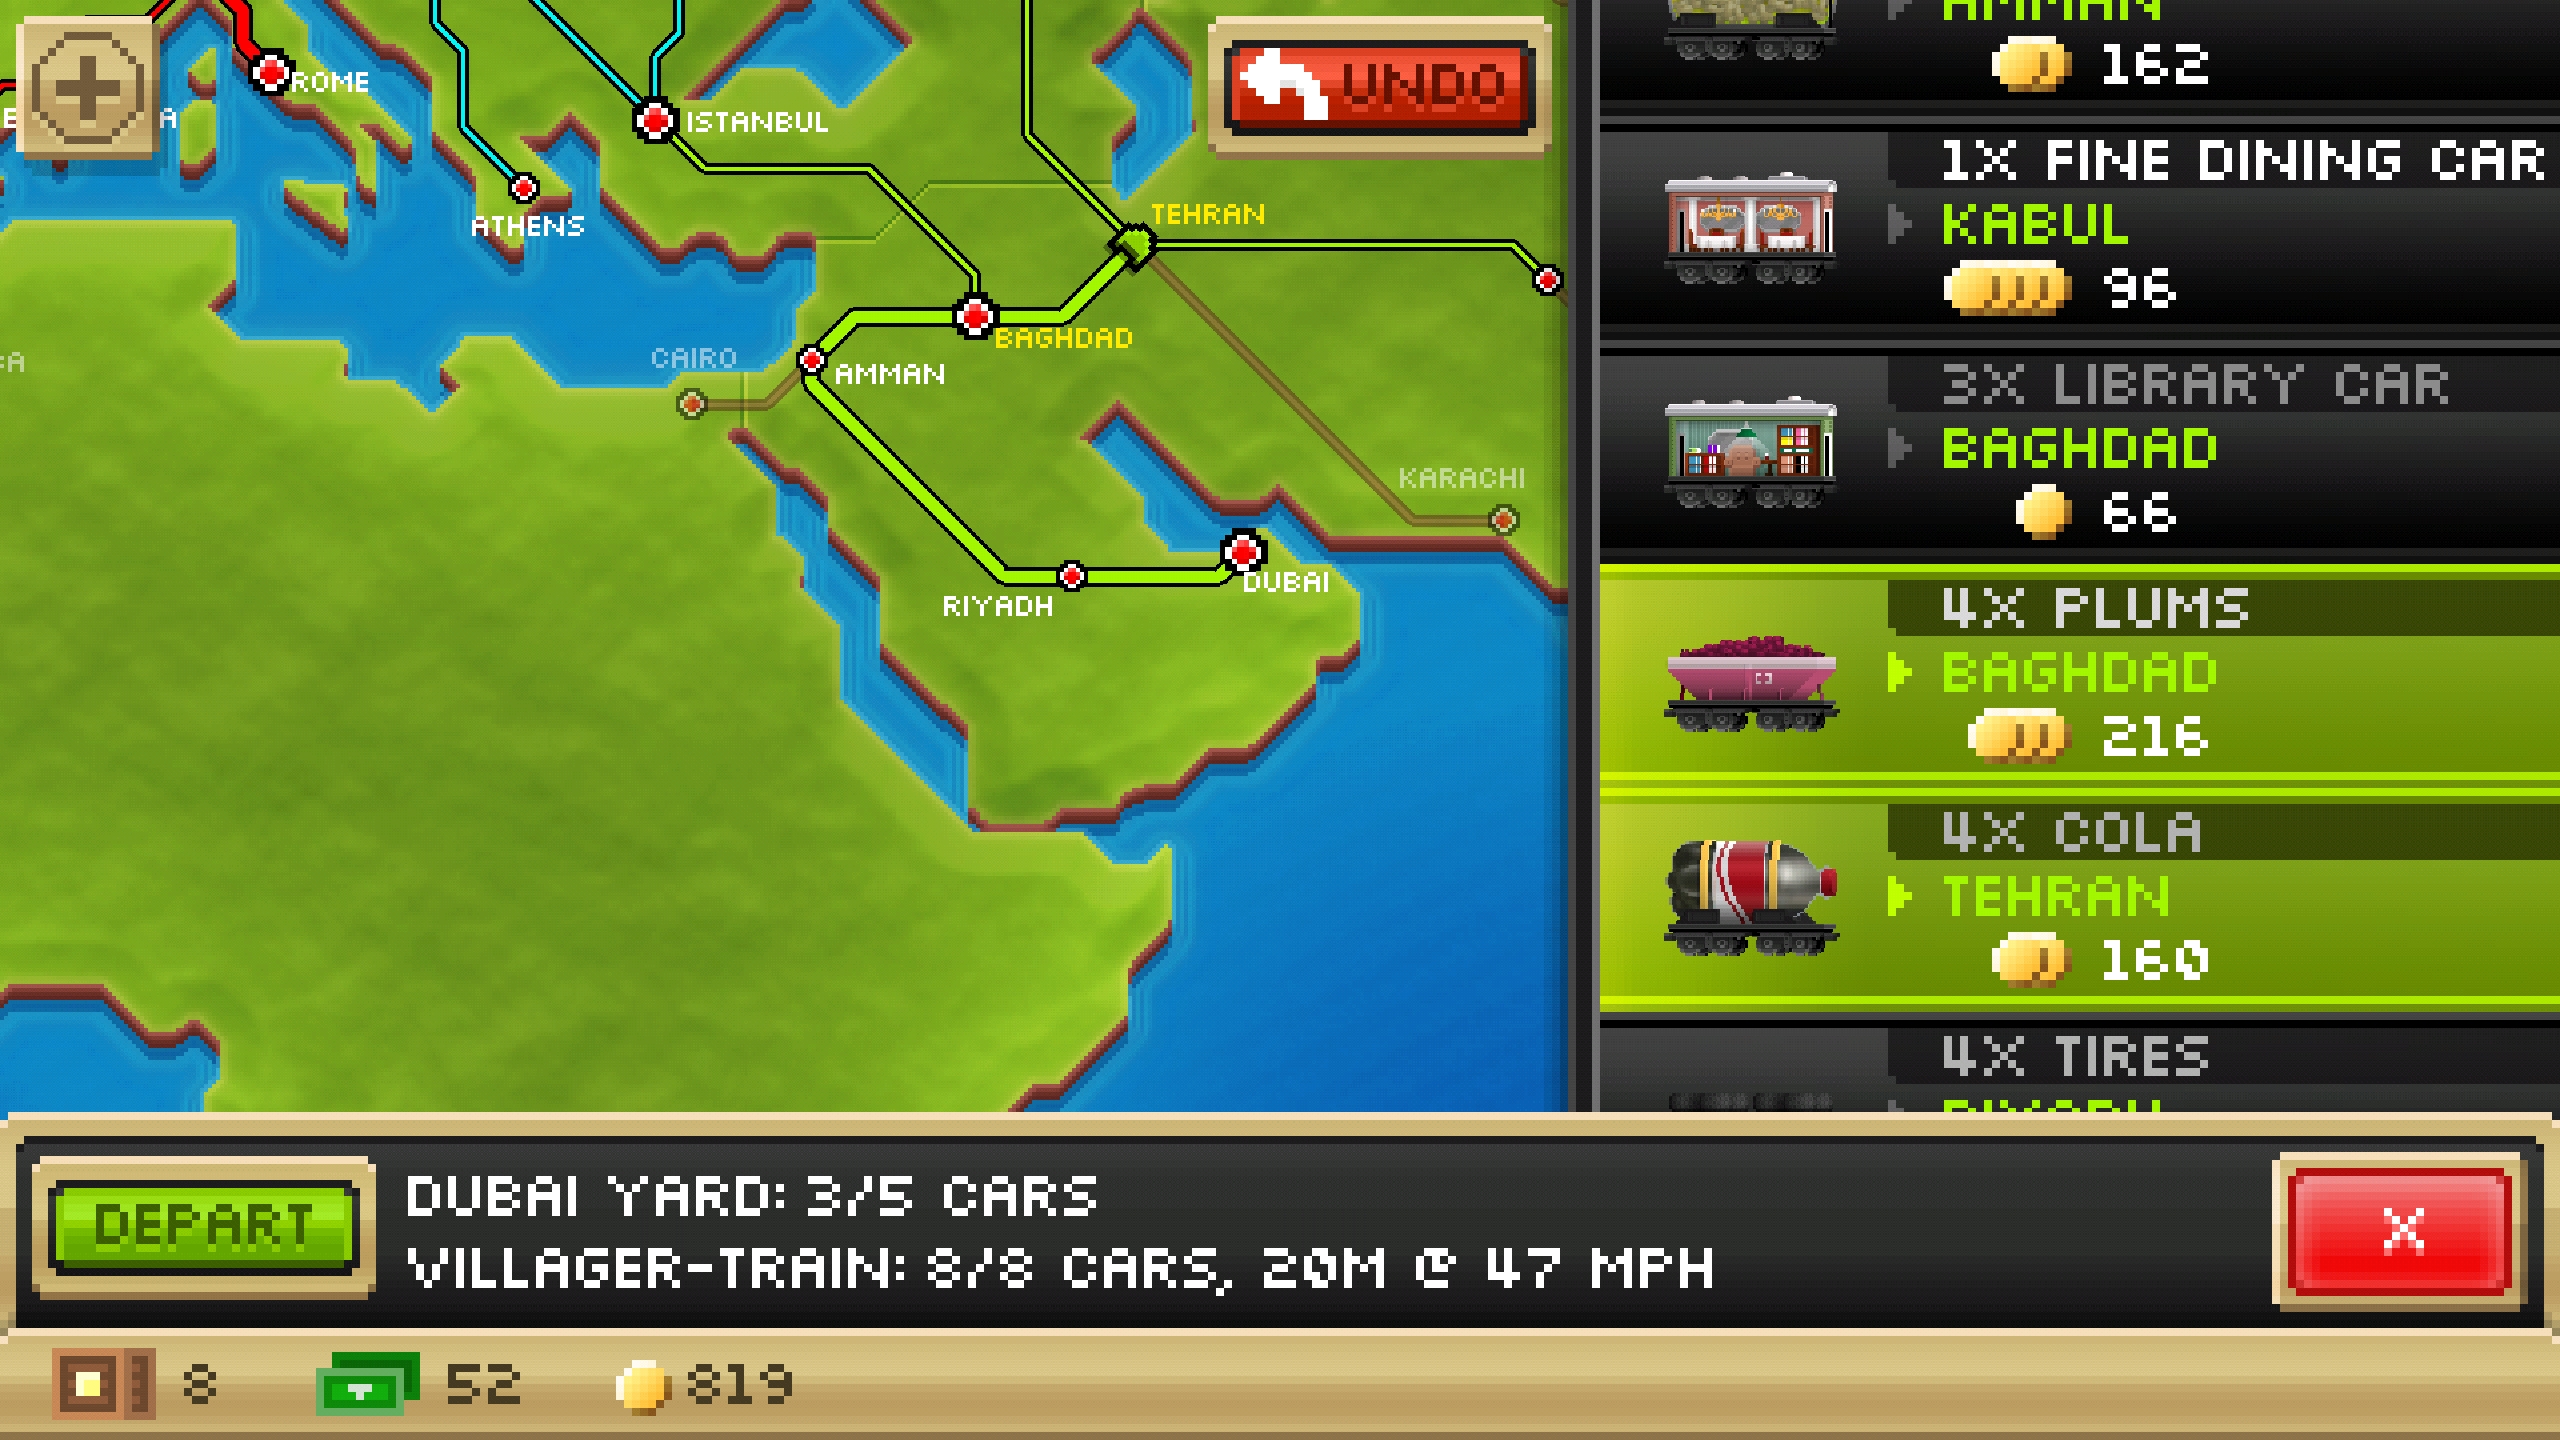 ROME
ISTANBUL
UNDO
ATHENS
TEHRAN
BAGHDAD
CAIRO
AMMAN
KARACHI
DUBAI
RIYADH
AMMAN
162
1X FINE DINING CAR
KABUL
96
3X LIBRARY CAR
BAGHDAD
66
4X PLUMS
BAGHDAD
216
4X COLA
TEHRAN
160
4X TIRES
RIYADH
DEPART
DUBAI YARD: 3/5 CARS
VILLAGER-TRAIN: 8/8 CARS, 20M @ 47 MPH
X
8
52
819